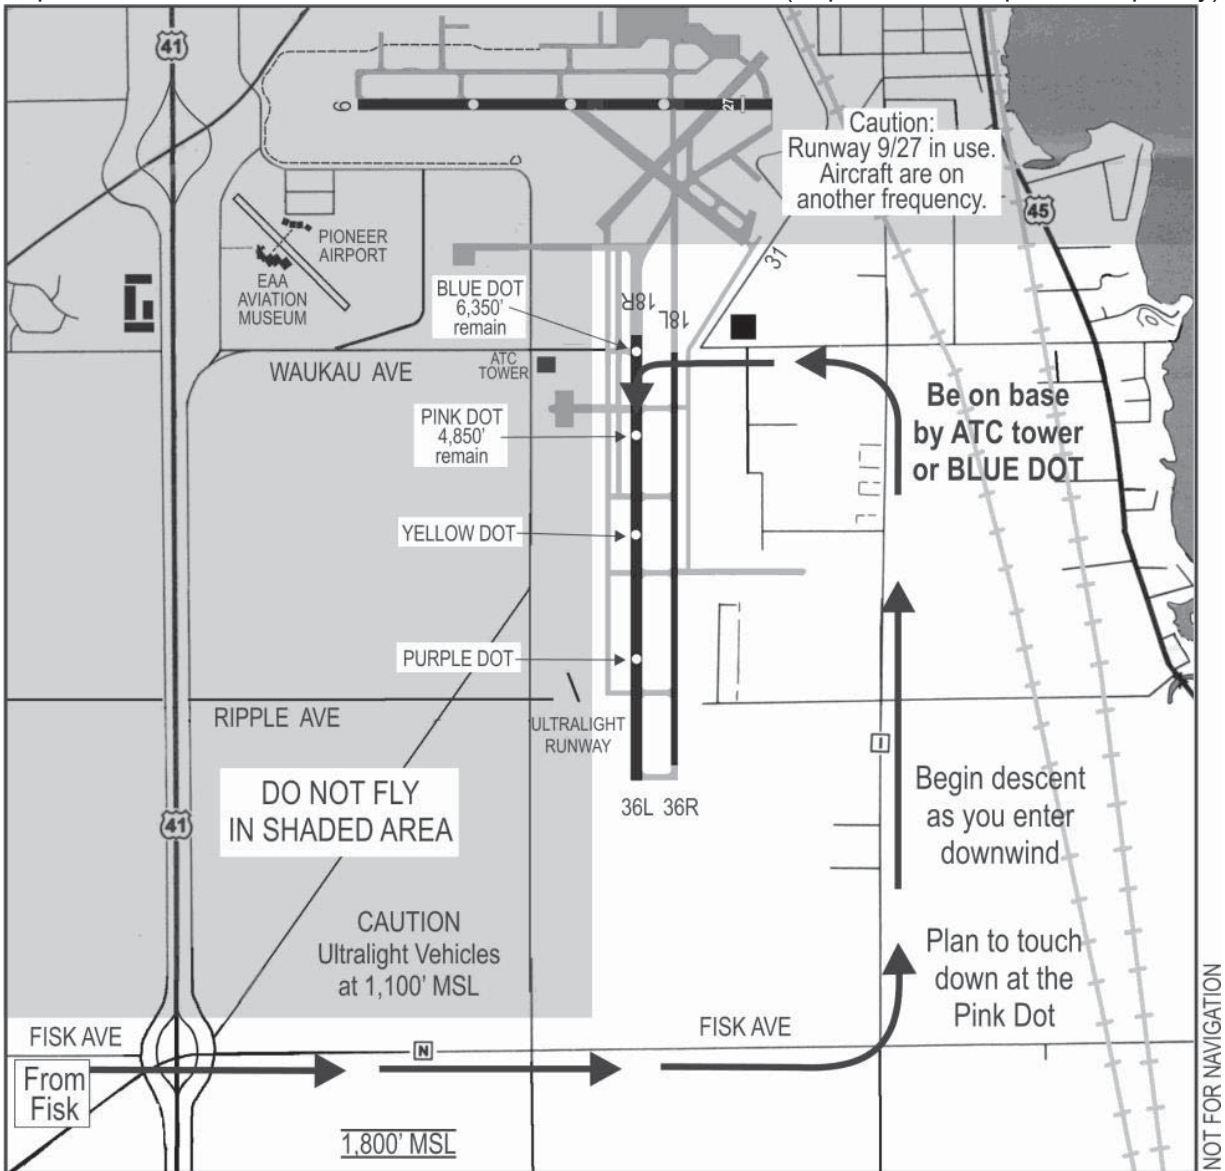 41
9
27
Caution:
Runway 9/27 in use.
Aircraft are on
another frequency.
45
PIONEER
AIRPORT
EAA
AVIATION
MUSEUM
31
BLUE DOT
6,350'
remain
18R
18L
WAUKAU AVE
ATC
TOWER
Be on base
by ATC tower
or BLUE DOT
PINK DOT
4,850'
remain
YELLOW DOT
PURPLE DOT
RIPPLE AVE
ULTRALIGHT
RUNWAY
I
DO NOT FLY
IN SHADED AREA
41
36L 36R
Begin descent
as you enter
downwind
CAUTION
Ultralight Vehicles
at 1,100' MSL
Plan to touch
down at the
Pink Dot
FISK AVE
N
FISK AVE
From
Fisk
1,800' MSL
NOT FOR NAVIGATION